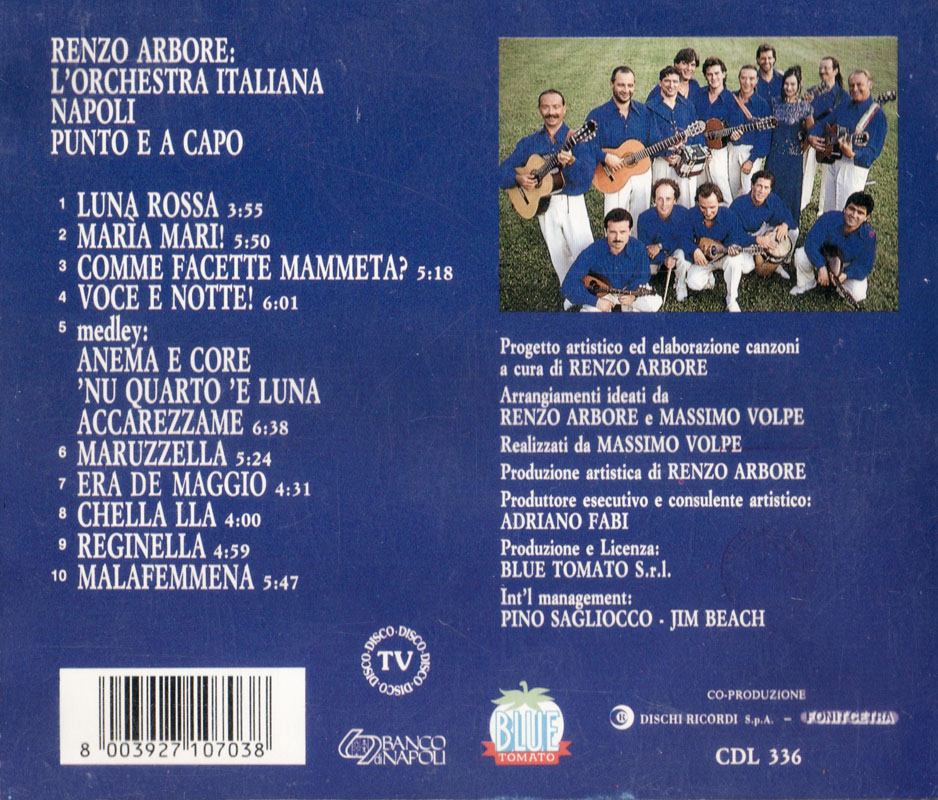 RENZO ARBORE:
L'ORCHESTRA ITALIANA
NAPOLI
PUNTO E A CAPO
1 LUNA ROSSA 3:55
2 MARÌA MARI! 5:50
3 COMME FACETTE MAMMETA? 5:18
4 VOCE E NOTTE! 6:01
5 medley:
ANEMA E CORE
'NU QUARTO 'E LUNA
ACCAREZZAME 6:38
6 MARUZZELLA 5:24
7 ERA DE MAGGIO 4:31
8 CHELLA LLA 4:00
9 REGINELLA 4:59
10 MALAFEMMENA 5:47
Progetto artistico ed elaborazione canzoni
a cura di RENZO ARBORE
Arrangiamenti ideati da
RENZO ARBORE e MASSIMO VOLPE
Realizzati da MASSIMO VOLPE
Produzione artistica di RENZO ARBORE
Produttore esecutivo e consulente artistico:
ADRIANO FABI
Produzione e Licenza:
BLUE TOMATO S.r.l.
Int'l management:
PINO SAGLIOCCO - JIM BEACH
DISCO·DISCO·DISCO·DISCO·DISCO
TV
8 003927 107038
BANCO
di NAPOLI
BLUE
TOMATO
CO-PRODUZIONE
DISCHI RICORDI S.p.A. - FONIT CETRA
CDL 336